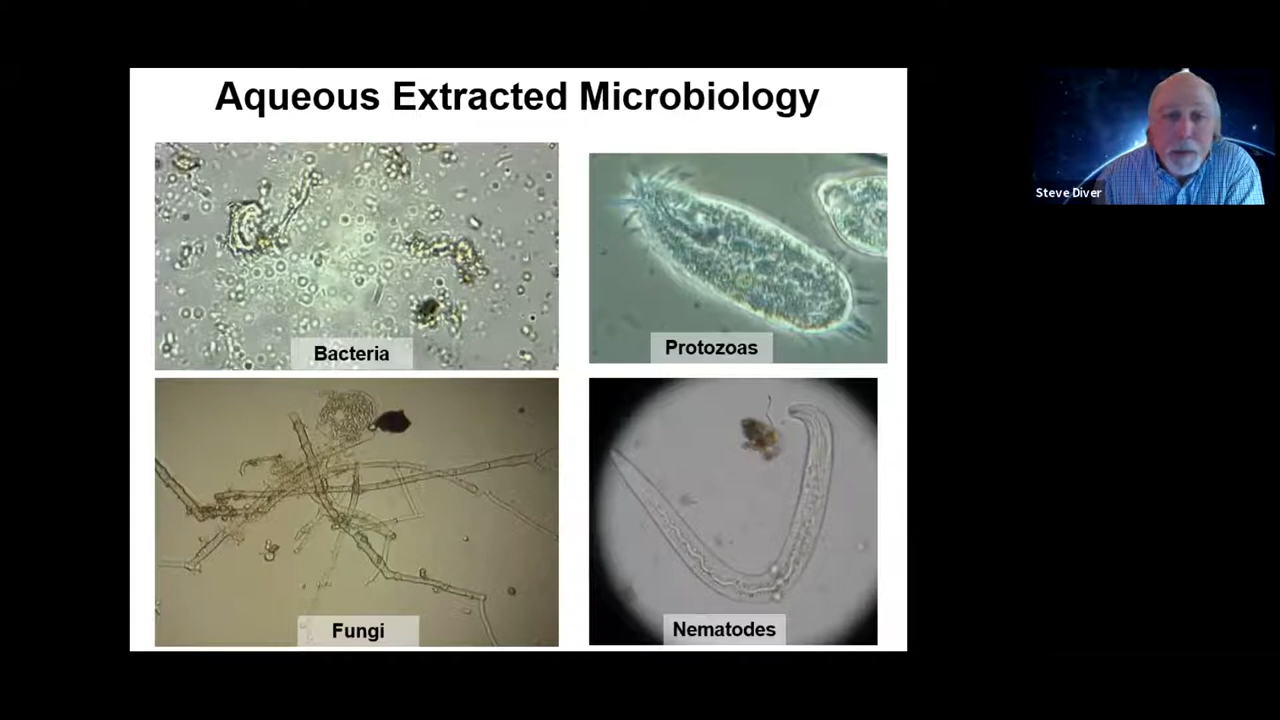 Aqueous Extracted Microbiology
Bacteria
Protozoas
Fungi
Nematodes
Steve Diver